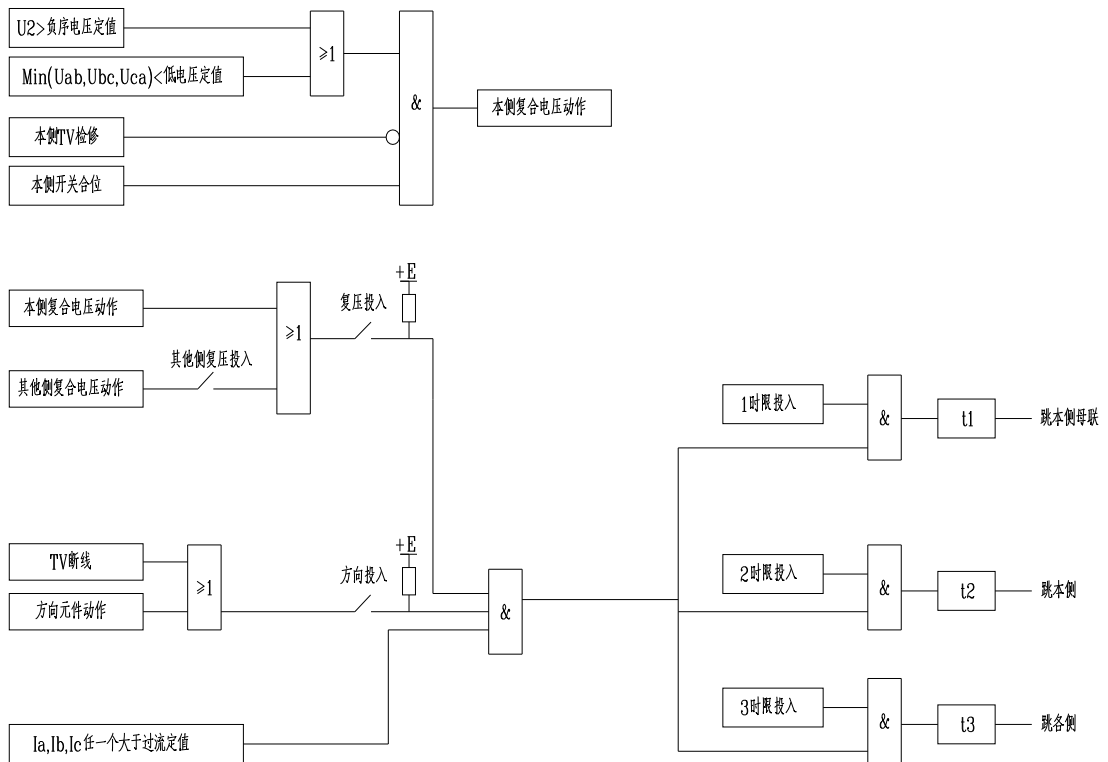 U2>负序电压定值
≥1
Min(Uab,Ubc,Uca)<低电压定值
&
本侧复合电压动作
本侧TV检修
本侧开关合位
+E
本侧复合电压动作
复压投入
≥1
其他侧复压投入
其他侧复合电压动作
1时限投入
&
t1
跳本侧母联
+E
TV断线
方向投入
≥1
方向元件动作
&
2时限投入
&
t2
跳本侧
3时限投入
&
t3
跳各侧
Ia,Ib,Ic任一个大于过流定值